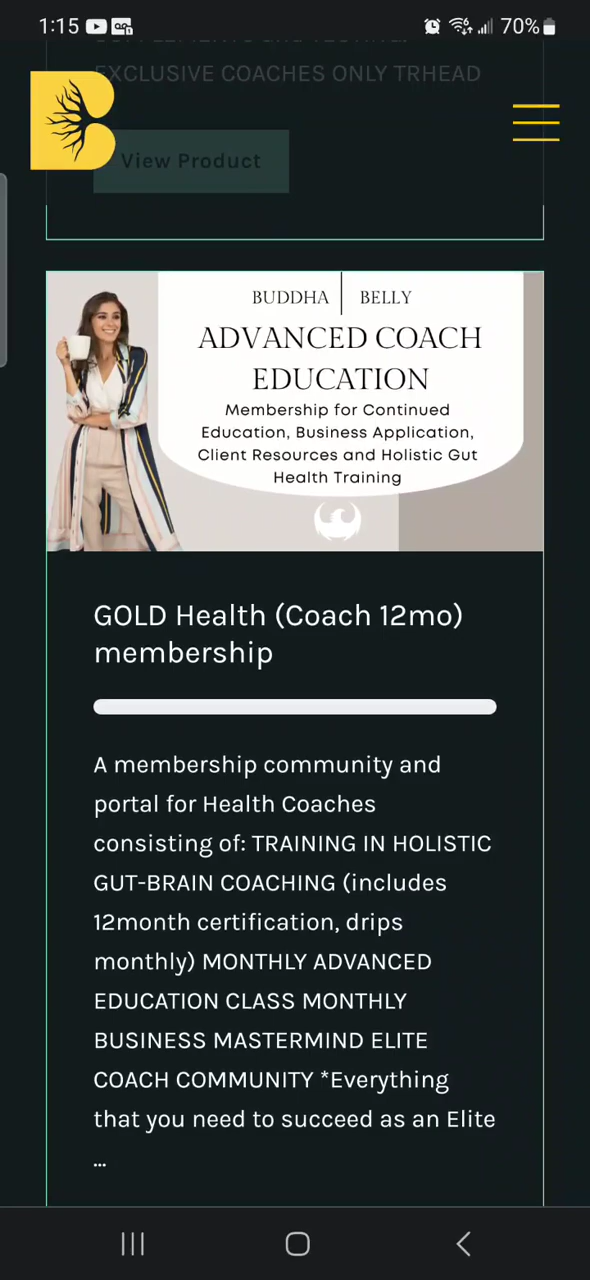 1:15
70%
EXCLUSIVE COACHES ONLY TRHEAD
View Product
BUDDHA | BELLY
ADVANCED COACH
EDUCATION
Membership for Continued
Education, Business Application,
Client Resources and Holistic Gut
Health Training
GOLD Health (Coach 12mo)
membership
A membership community and
portal for Health Coaches
consisting of: TRAINING IN HOLISTIC
GUT-BRAIN COACHING (includes
12month certification, drips
monthly) MONTHLY ADVANCED
EDUCATION CLASS MONTHLY
BUSINESS MASTERMIND ELITE
COACH COMMUNITY *Everything
that you need to succeed as an Elite
...